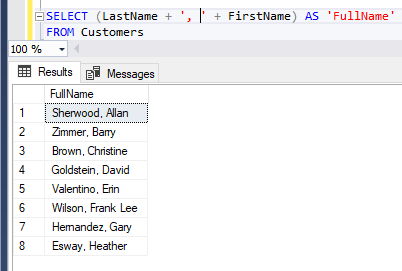 SELECT (LastName + ', ' + FirstName) AS 'FullName'
FROM Customers
100 %
Results Messages
FullName
1 Sherwood, Allan
2 Zimmer, Barry
3 Brown, Christine
4 Goldstein, David
5 Valentino, Erin
6 Wilson, Frank Lee
7 Hernandez, Gary
8 Esway, Heather